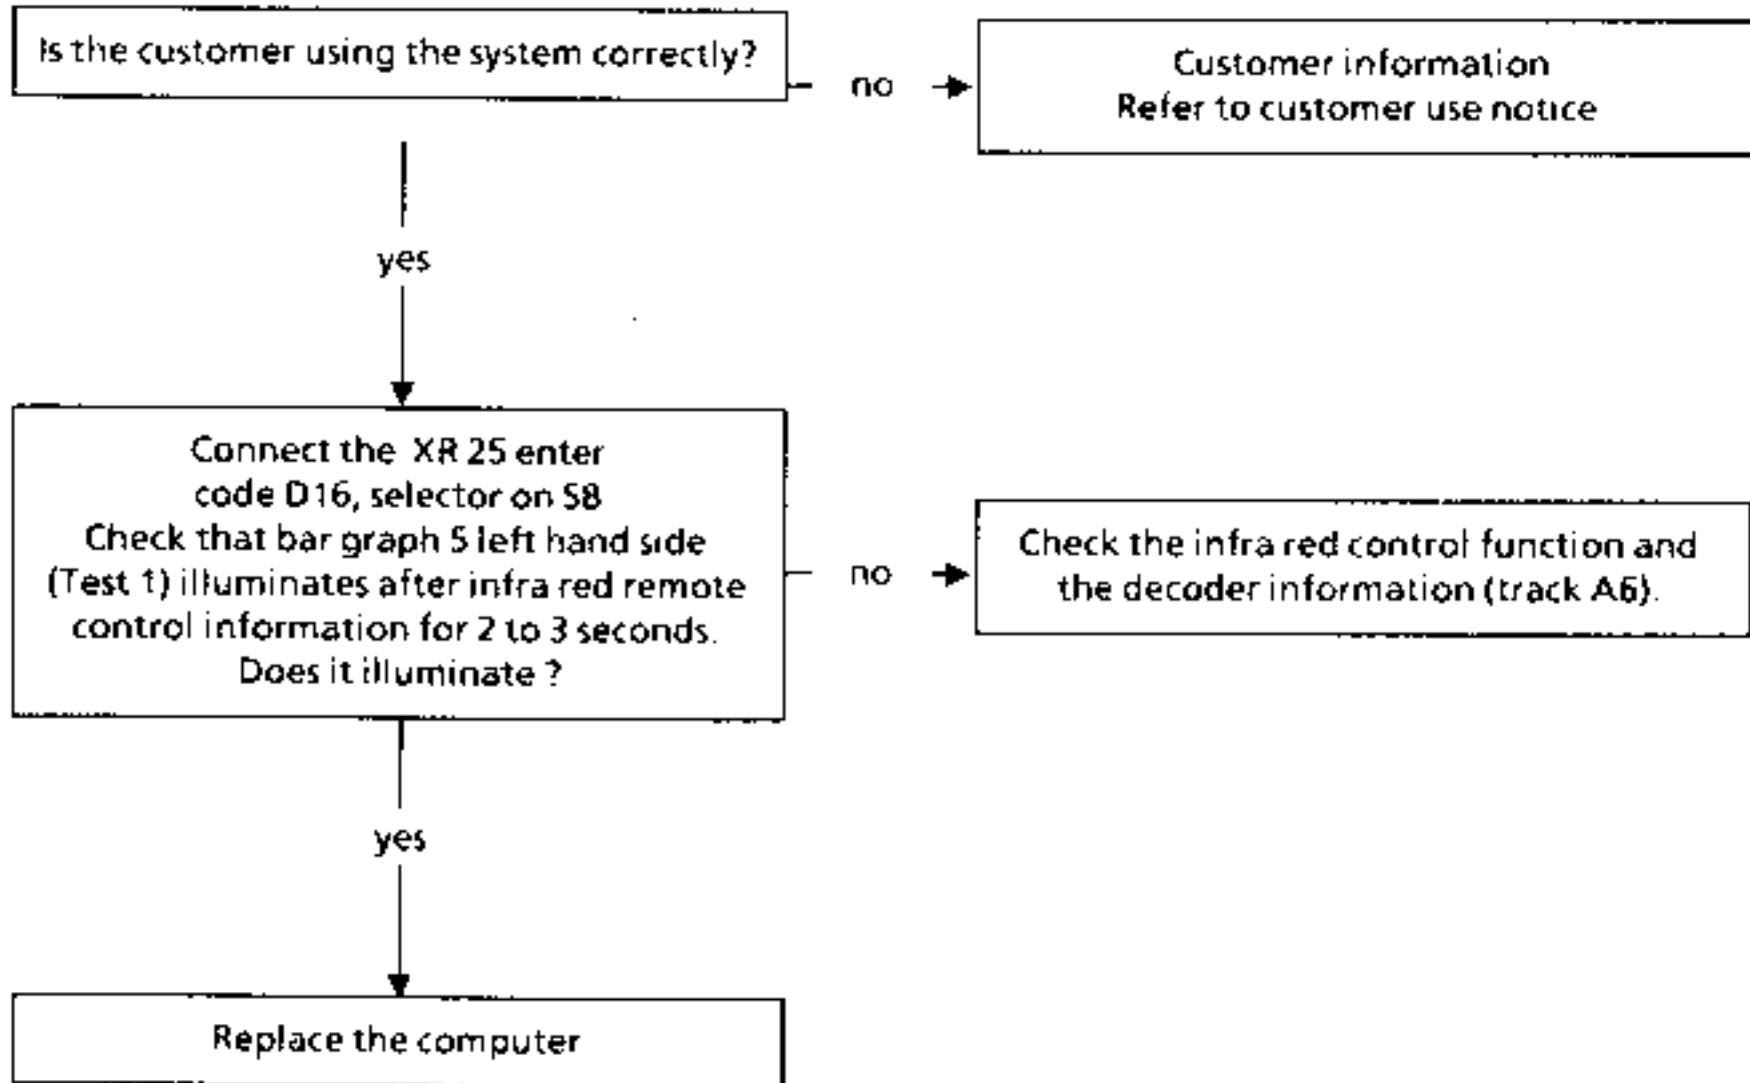 Is the customer using the system correctly?
no
Customer information
Refer to customer use notice
yes
Connect the XR 25 enter
code D16, selector on S8
Check that bar graph 5 left hand side
(Test 1) illuminates after infra red remote
control information for 2 to 3 seconds.
Does it illuminate ?
no
Check the infra red control function and
the decoder information (track A6).
yes
Replace the computer